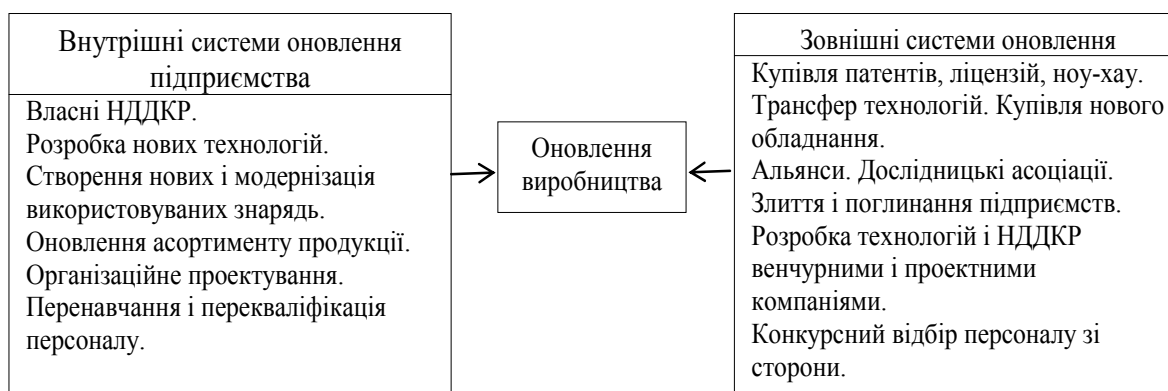 Внутрішні системи оновлення
підприємства
Власні НДДКР.
Розробка нових технологій.
Створення нових і модернізація
використовуваних знарядь.
Оновлення асортименту продукції.
Організаційне проектування.
Перенавчання і перекваліфікація
персоналу.
Оновлення
виробництва
Зовнішні системи оновлення
Купівля патентів, ліцензій, ноу-хау.
Трансфер технологій. Купівля нового
обладнання.
Альянси. Дослідницькі асоціації.
Злиття і поглинання підприємств.
Розробка технологій і НДДКР
венчурними і проектними
компаніями.
Конкурсний відбір персоналу зі
сторони.